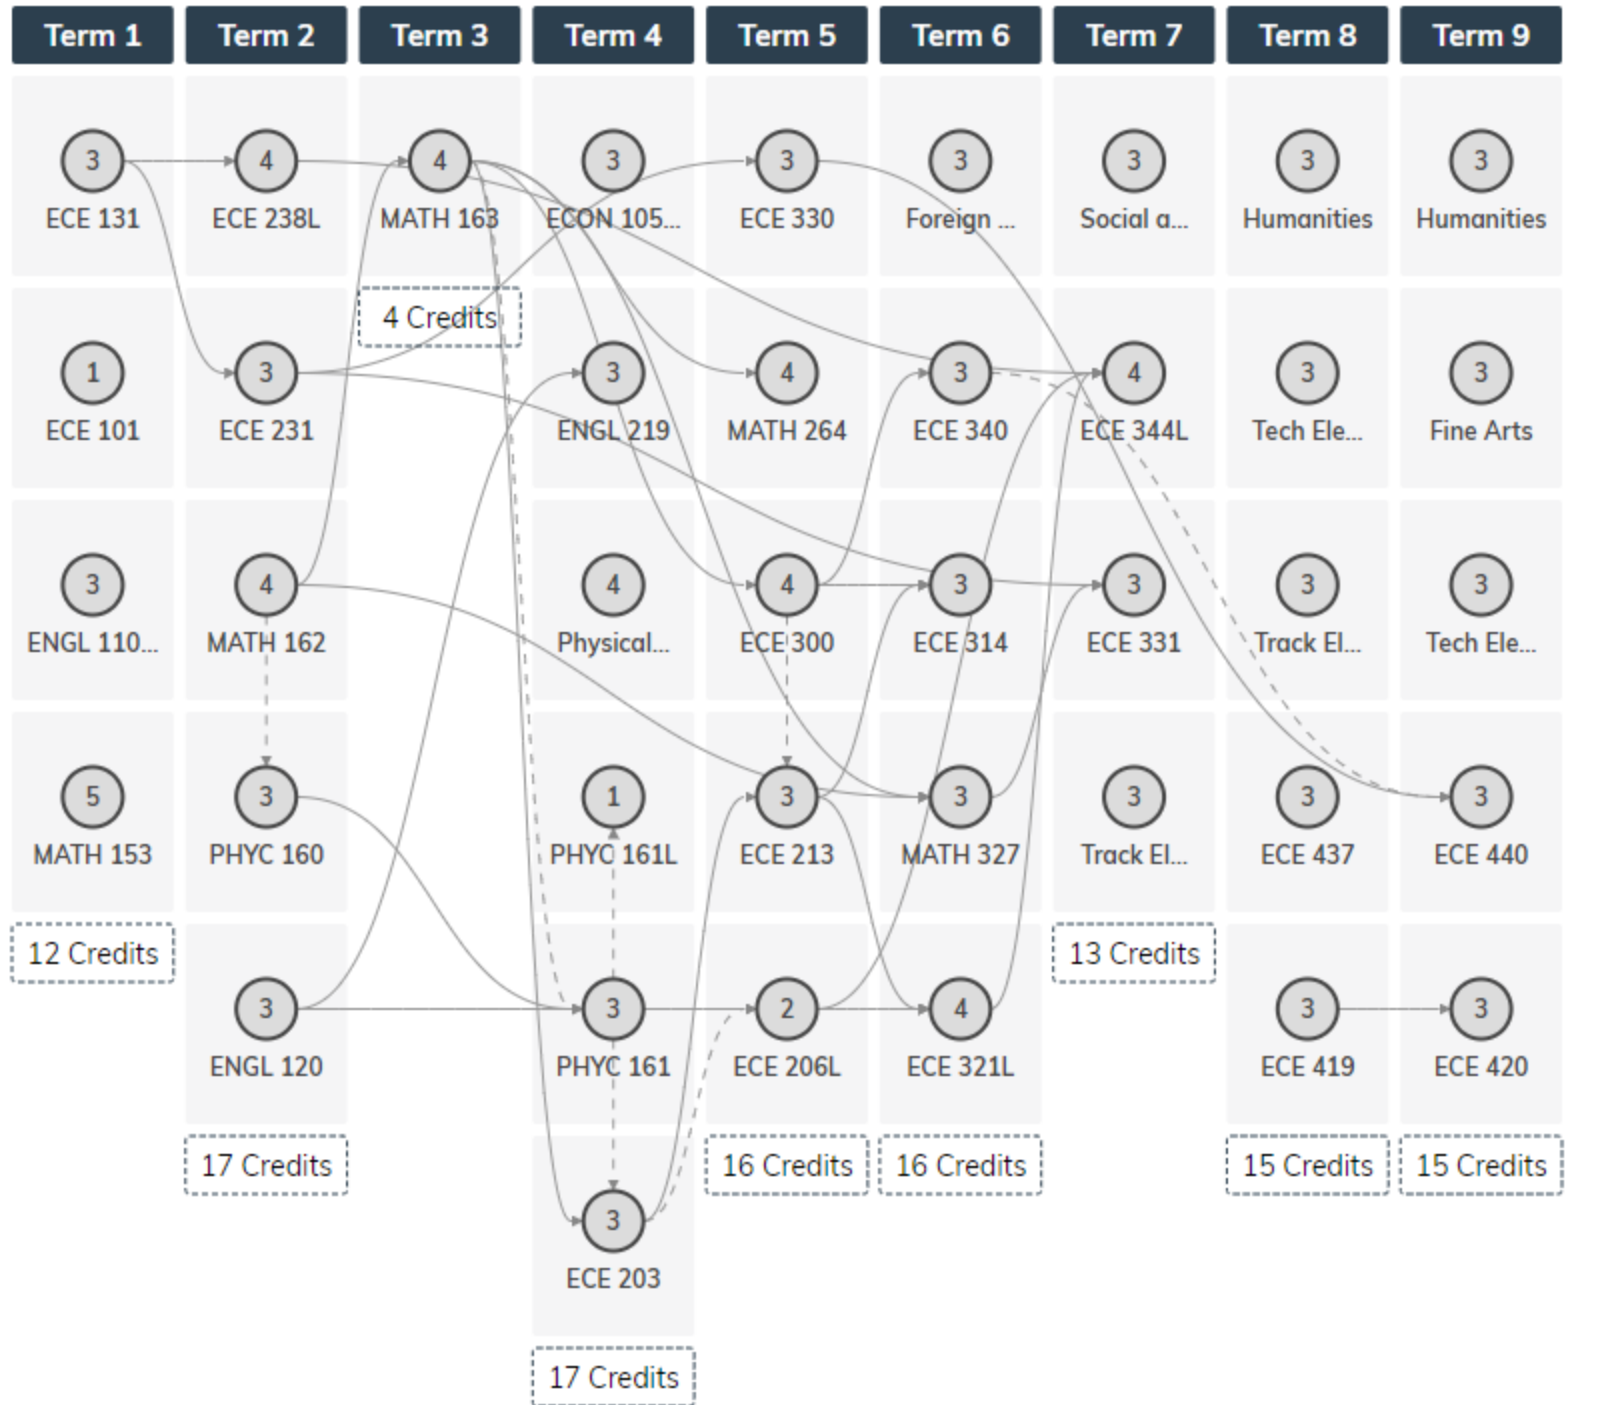 Term 1 Term 2 Term 3 Term 4 Term 5 Term 6 Term 7 Term 8 Term 9
3 4 4 3 3 3 3 3 3
ECE 131 ECE 238L MATH 163 ECON 105... ECE 330 Foreign ... Social a... Humanities Humanities
4 Credits
1 3 3 4 3 4 3 3
ECE 101 ECE 231 ENGL 219 MATH 264 ECE 340 ECE 344L Tech Ele... Fine Arts
3 4 4 4 3 3 3 3
ENGL 110... MATH 162 Physical... ECE 300 ECE 314 ECE 331 Track El... Tech Ele...
5 3 1 3 3 3 3 3
MATH 153 PHYC 160 PHYC 161L ECE 213 MATH 327 Track El... ECE 437 ECE 440
12 Credits 13 Credits
3 3 2 4 3 3
ENGL 120 PHYC 161 ECE 206L ECE 321L ECE 419 ECE 420
17 Credits 16 Credits 16 Credits 15 Credits 15 Credits
3
ECE 203
17 Credits